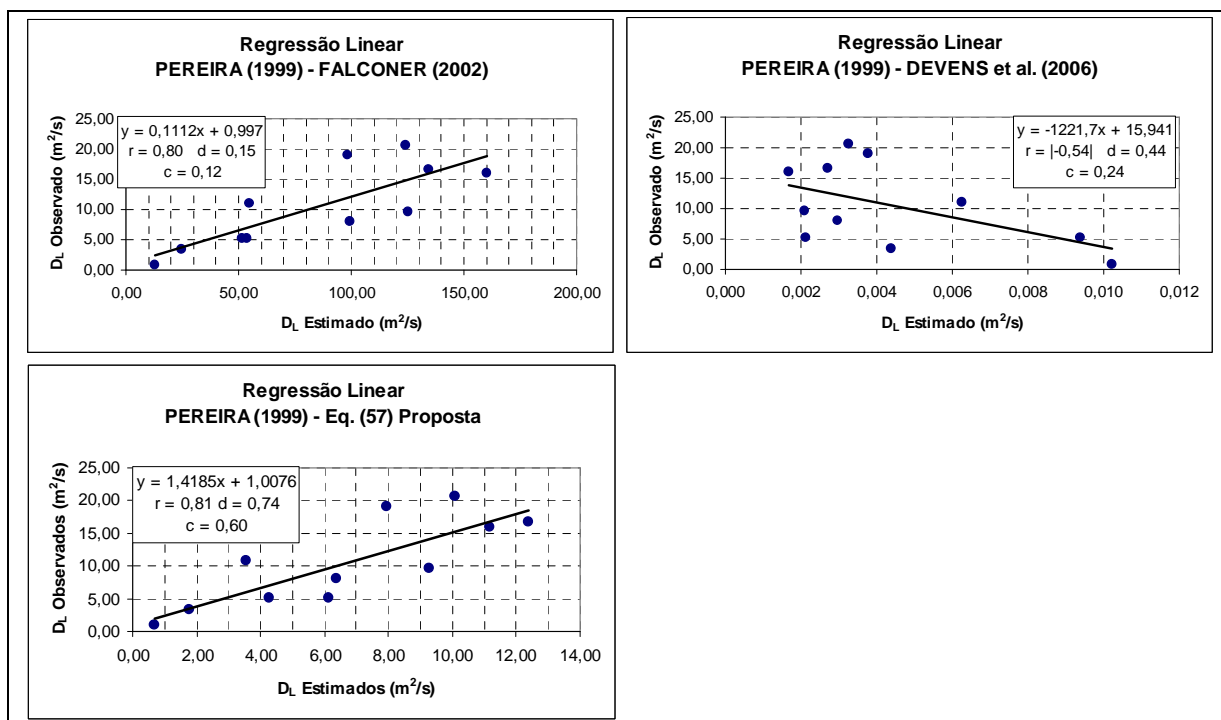 Regressão Linear
PEREIRA (1999) - FALCONER (2002)
y = 0,1112x + 0,997
r = 0,80 d = 0,15
c = 0,12
D_L Observado (m²/s)
25,00
20,00
15,00
10,00
5,00
0,00
0,00 50,00 100,00 150,00 200,00
D_L Estimado (m²/s)
Regressão Linear
PEREIRA (1999) - DEVENS et al. (2006)
y = -1221,7x + 15,941
r = |-0,54| d = 0,44
c = 0,24
D_L Observado (m²/s)
25,00
20,00
15,00
10,00
5,00
0,00
0,000 0,002 0,004 0,006 0,008 0,010 0,012
D_L Estimado (m²/s)
Regressão Linear
PEREIRA (1999) - Eq. (57) Proposta
y = 1,4185x + 1,0076
r = 0,81 d = 0,74
c = 0,60
D_L Observados (m²/s)
25,00
20,00
15,00
10,00
5,00
0,00
0,00 2,00 4,00 6,00 8,00 10,00 12,00 14,00
D_L Estimados (m²/s)